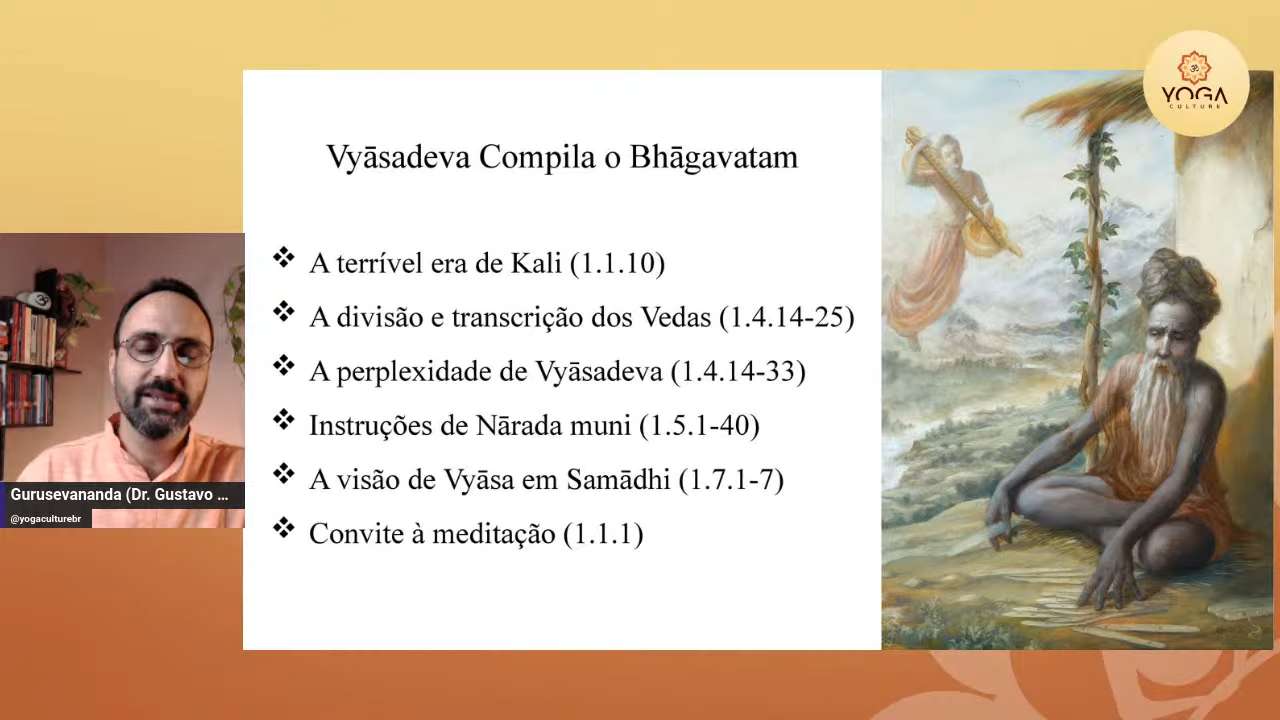 YOGA
CULTURE
Vyāsadeva Compila o Bhāgavatam
A terrível era de Kali (1.1.10)
A divisão e transcrição dos Vedas (1.4.14-25)
A perplexidade de Vyāsadeva (1.4.14-33)
Instruções de Nārada muni (1.5.1-40)
A visão de Vyāsa em Samādhi (1.7.1-7)
Convite à meditação (1.1.1)
Gurusevananda (Dr. Gustavo ...
@yogaculturebr